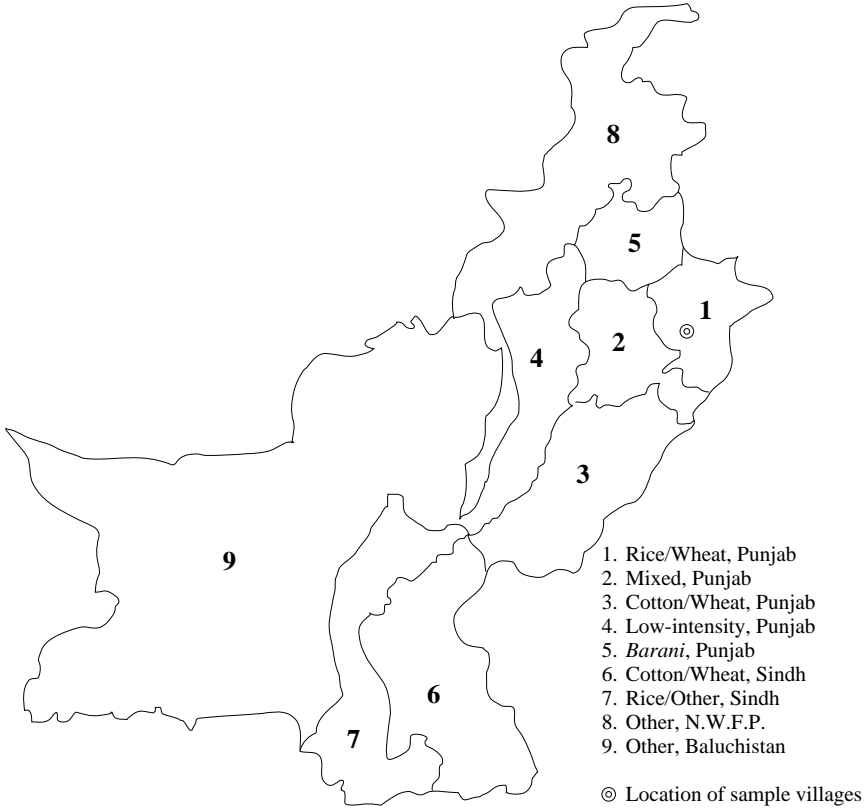 8
5
1
2
4
3
9
6
7
1. Rice/Wheat, Punjab
2. Mixed, Punjab
3. Cotton/Wheat, Punjab
4. Low-intensity, Punjab
5. Barani, Punjab
6. Cotton/Wheat, Sindh
7. Rice/Other, Sindh
8. Other, N.W.F.P.
9. Other, Baluchistan
Location of sample villages